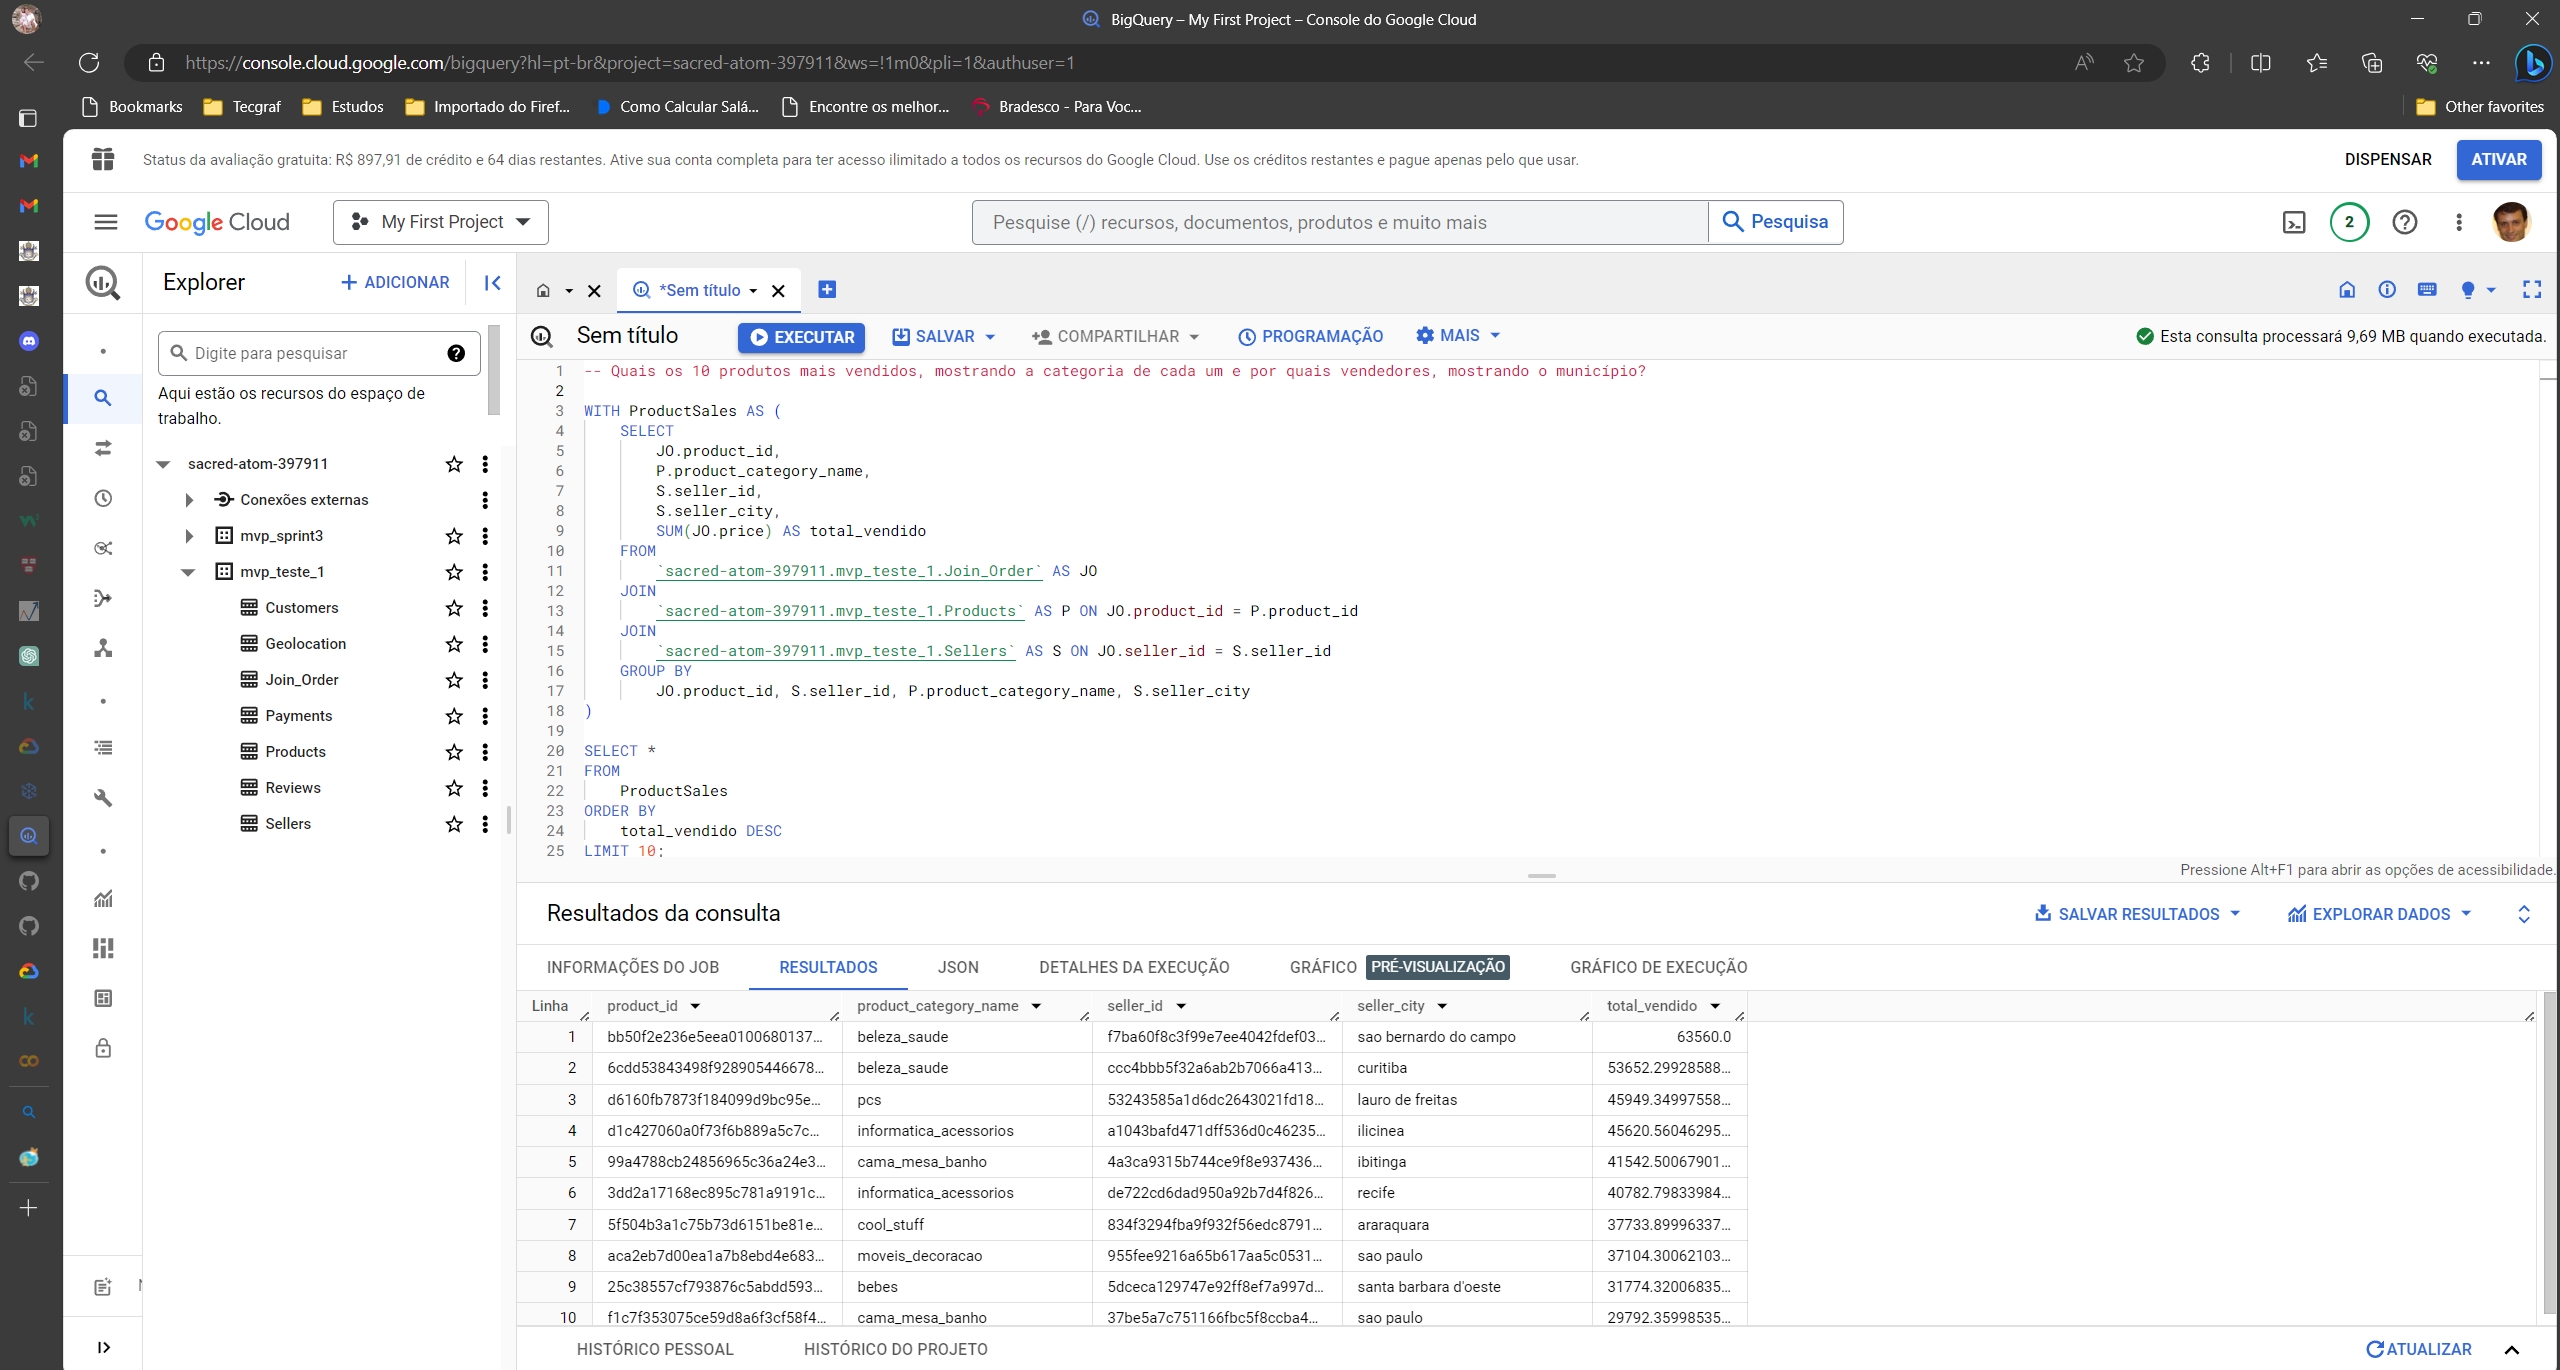 BigQuery – My First Project – Console do Google Cloud
https://console.cloud.google.com/bigquery?hl=pt-br&project=sacred-atom-397911&ws=!1m0&pli=1&authuser=1
Bookmarks Tecgraf Estudos Importado do Firef... Como Calcular Salá... Encontre os melhor... Bradesco - Para Voc... Other favorites
Status da avaliação gratuita: R$ 897,91 de crédito e 64 dias restantes. Ative sua conta completa para ter acesso ilimitado a todos os recursos do Google Cloud. Use os créditos restantes e pague apenas pelo que usar. DISPENSAR ATIVAR
Google Cloud My First Project Pesquise (/) recursos, documentos, produtos e muito mais Pesquisa 2
Explorer + ADICIONAR
Digite para pesquisar
Aqui estão os recursos do espaço de
trabalho.
sacred-atom-397911
Conexões externas
mvp_sprint3
mvp_teste_1
Customers
Geolocation
Join_Order
Payments
Products
Reviews
Sellers
*Sem título
Sem título EXECUTAR SALVAR COMPARTILHAR PROGRAMAÇÃO MAIS Esta consulta processará 9,69 MB quando executada.
1 -- Quais os 10 produtos mais vendidos, mostrando a categoria de cada um e por quais vendedores, mostrando o município?
2
3 WITH ProductSales AS (
4 SELECT
5 JO.product_id,
6 P.product_category_name,
7 S.seller_id,
8 S.seller_city,
9 SUM(JO.price) AS total_vendido
10 FROM
11 `sacred-atom-397911.mvp_teste_1.Join_Order` AS JO
12 JOIN
13 `sacred-atom-397911.mvp_teste_1.Products` AS P ON JO.product_id = P.product_id
14 JOIN
15 `sacred-atom-397911.mvp_teste_1.Sellers` AS S ON JO.seller_id = S.seller_id
16 GROUP BY
17 JO.product_id, S.seller_id, P.product_category_name, S.seller_city
18 )
19
20 SELECT *
21 FROM
22 ProductSales
23 ORDER BY
24 total_vendido DESC
25 LIMIT 10;
Pressione Alt+F1 para abrir as opções de acessibilidade.
Resultados da consulta SALVAR RESULTADOS EXPLORAR DADOS
INFORMAÇÕES DO JOB RESULTADOS JSON DETALHES DA EXECUÇÃO GRÁFICO PRÉ-VISUALIZAÇÃO GRÁFICO DE EXECUÇÃO
Linha product_id product_category_name seller_id seller_city total_vendido
1 bb50f2e236e5eea0100680137... beleza_saude f7ba60f8c3f99e7ee4042fdef03... sao bernardo do campo 63560.0
2 6cdd53843498f928905446678... beleza_saude ccc4bbb5f32a6ab2b7066a413... curitiba 53652.29928588...
3 d6160fb7873f184099d9bc95e... pcs 53243585a1d6dc2643021fd18... lauro de freitas 45949.34997558...
4 d1c427060a0f73f6b889a5c7c... informatica_acessorios a1043bafd471dff536d0c46235... ilicinea 45620.56046295...
5 99a4788cb24856965c36a24e3... cama_mesa_banho 4a3ca9315b744ce9f8e937436... ibitinga 41542.50067901...
6 3dd2a17168ec895c781a9191c... informatica_acessorios de722cd6dad950a92b7d4f826... recife 40782.79833984...
7 5f504b3a1c75b73d6151be81e... cool_stuff 834f3294fba9f932f56edc8791... araraquara 37733.89996337...
8 aca2eb7d00ea1a7b8ebd4e683... moveis_decoracao 955fee9216a65b617aa5c0531... sao paulo 37104.30062103...
9 25c38557cf793876c5abdd593... bebes 5dceca129747e92ff8ef7a997d... santa barbara d'oeste 31774.32006835...
10 f1c7f353075ce59d8a6f3cf58f4... cama_mesa_banho 37be5a7c751166fbc5f8ccba4... sao paulo 29792.35998535...
HISTÓRICO PESSOAL HISTÓRICO DO PROJETO ATUALIZAR